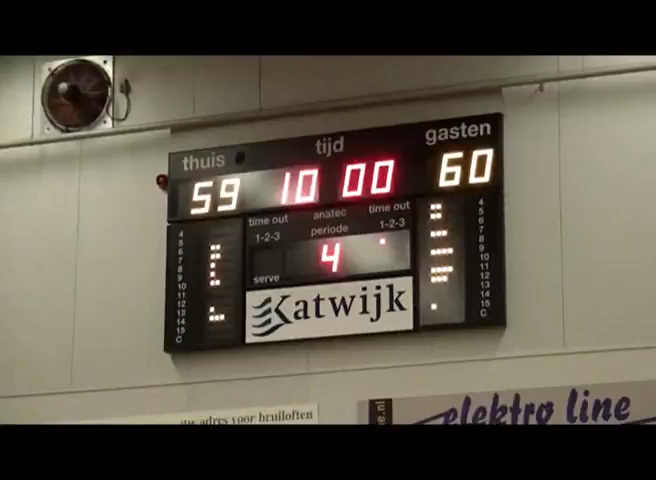 thuis tijd gasten
59 10 00 60
time out anatec time out
1-2-3 periode 1-2-3
4
serve
Katwijk
4
5
6
7
8
9
10
11
12
13
14
15
C
4
5
6
7
8
9
10
11
12
13
14
15
C
adres voor bruiloften
elektro line